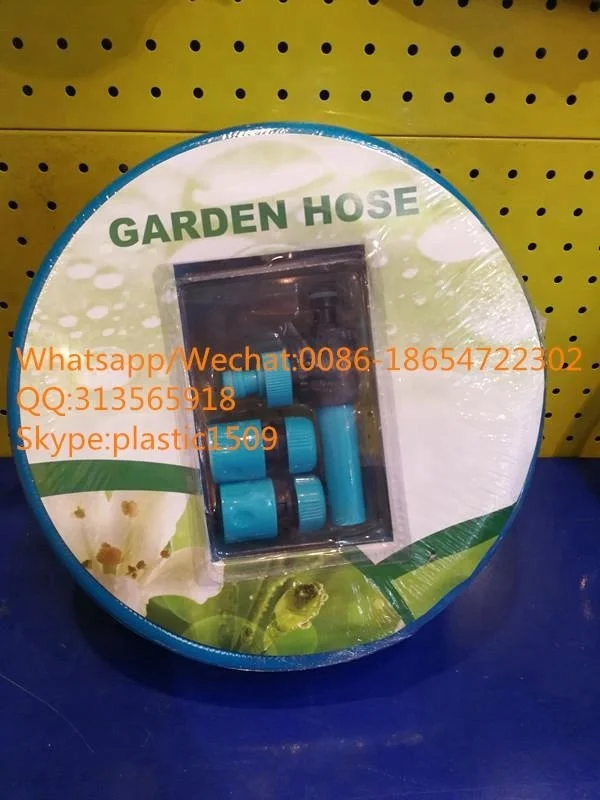 GARDEN HOSE
Whatsapp/Wechat:0086-18654722302
QQ:313565918
Skype:plastic1509